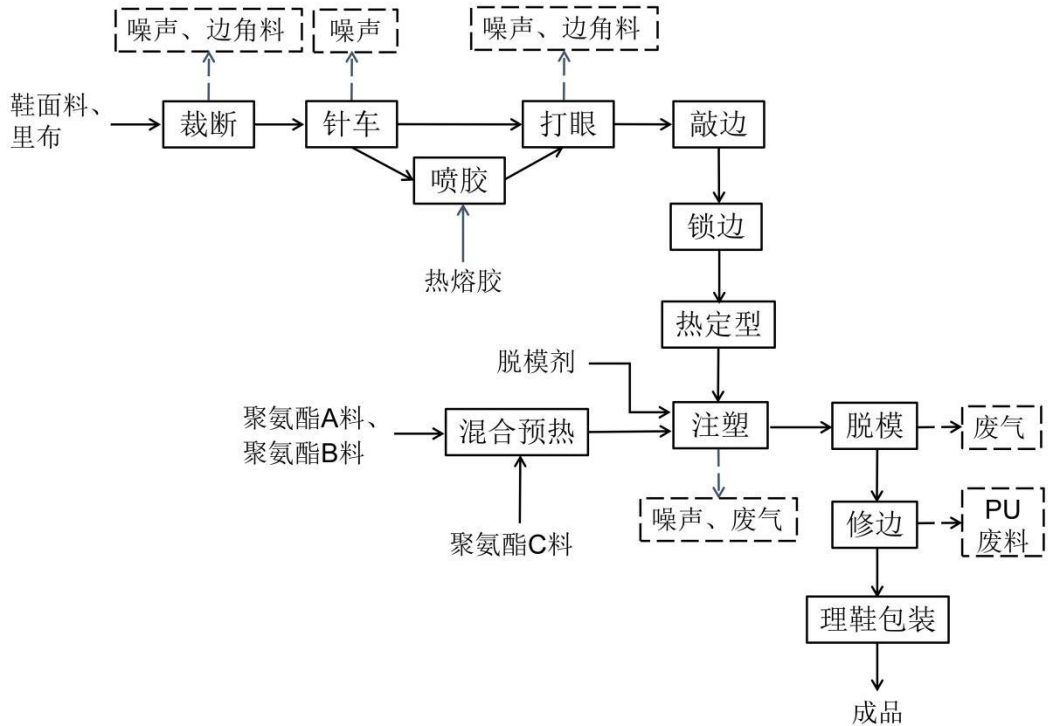 噪声、边角料
噪声
噪声、边角料
鞋面料、
里布
裁断
针车
打眼
敲边
喷胶
锁边
热熔胶
热定型
脱模剂
聚氨酯A料、
聚氨酯B料
混合预热
注塑
脱模
废气
噪声、废气
修边
PU
废料
聚氨酯C料
理鞋包装
成品